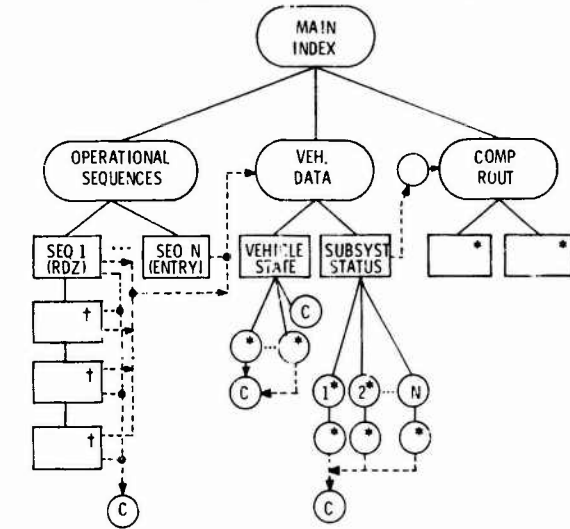 MAIN
INDEX
OPERATIONAL
SEQUENCES
VEH.
DATA
COMP
ROUT
SEQ 1
(RDZ)
SEQ N
(ENTRY)
VEHICLE
STATE
SUBSYST
STATUS
*
*
†
C
*
*
†
C
1*
2*
N
*
*
*
†
C
C